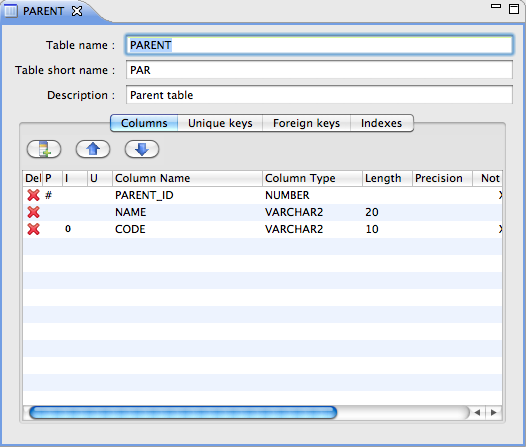 PARENT
Table name : PARENT
Table short name : PAR
Description : Parent table
Columns Unique keys Foreign keys Indexes
Del P I U Column Name Column Type Length Precision Not
# PARENT_ID NUMBER X
NAME VARCHAR2 20
0 CODE VARCHAR2 10 X